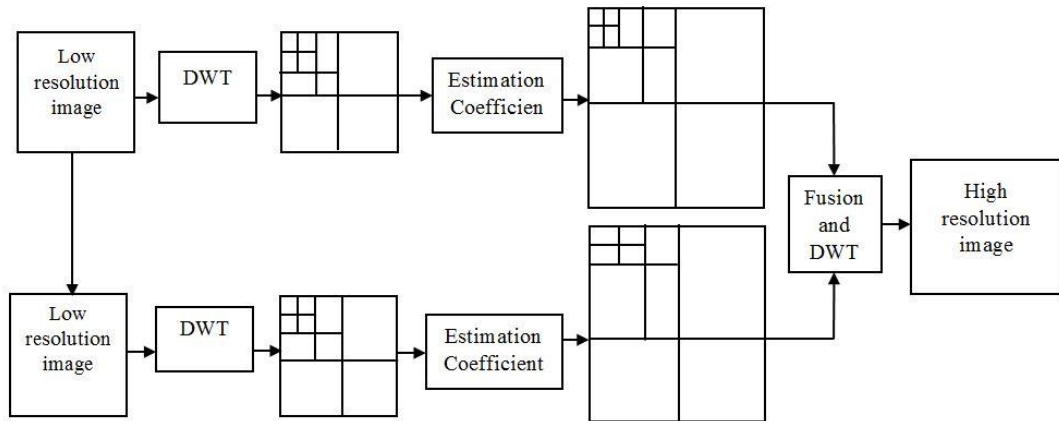 Low
resolution
image
DWT
Estimation
Coefficien
Fusion
and
DWT
High
resolution
image
Low
resolution
image
DWT
Estimation
Coefficient